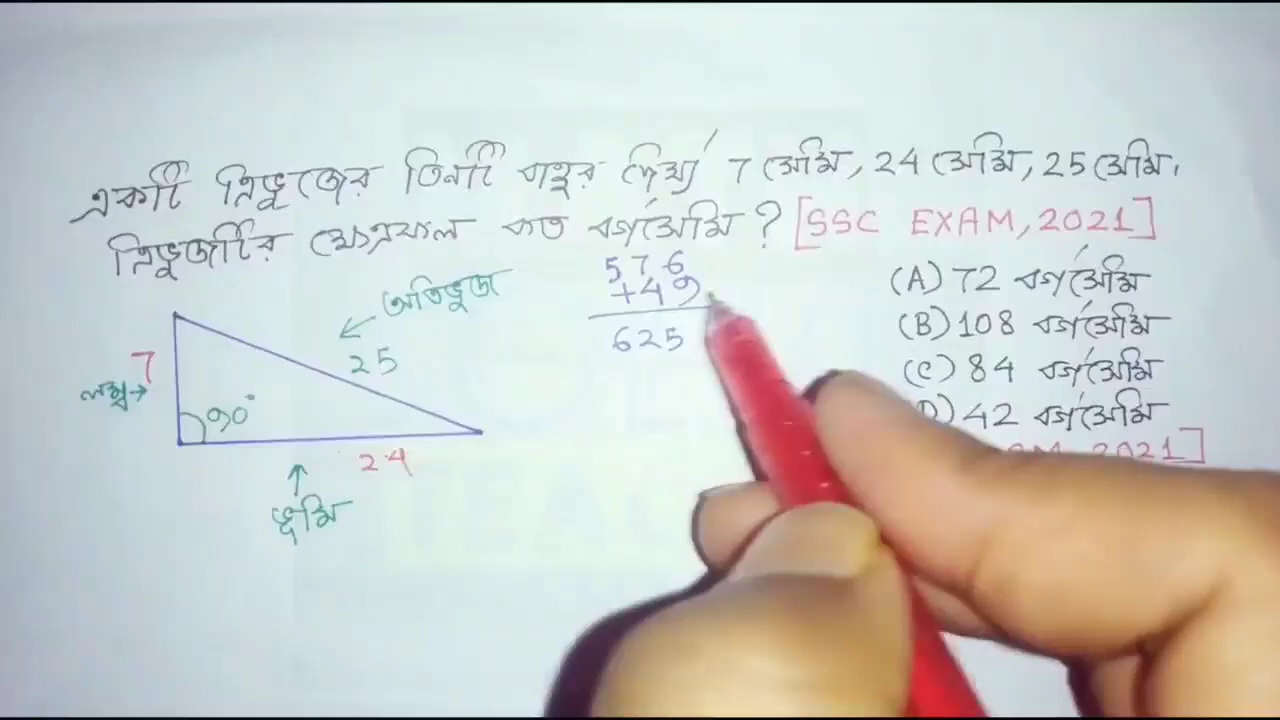 একটি ত্রিভুজের তিনটি বাহুর দৈর্ঘ্য 7 সেমি, 24 সেমি, 25 সেমি।
ত্রিভুজটির ক্ষেত্রফল কত বর্গসেমি ? [SSC EXAM, 2021]
576
+49
625
(A) 72 বর্গসেমি
(B) 108 বর্গসেমি
(C) 84 বর্গসেমি
D) 42 বর্গসেমি
2021]
অতিভুজ
25
7
লম্ব→
90°
24
ভূমি